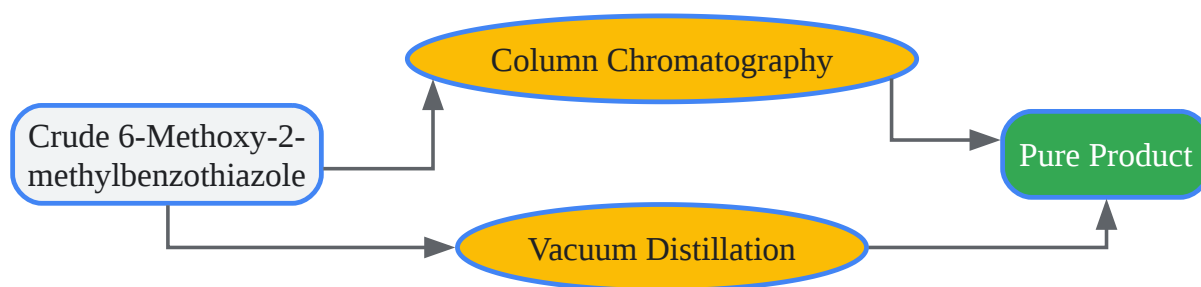 Column Chromatography
Crude 6-Methoxy-2-
methylbenzothiazole
Pure Product
Vacuum Distillation